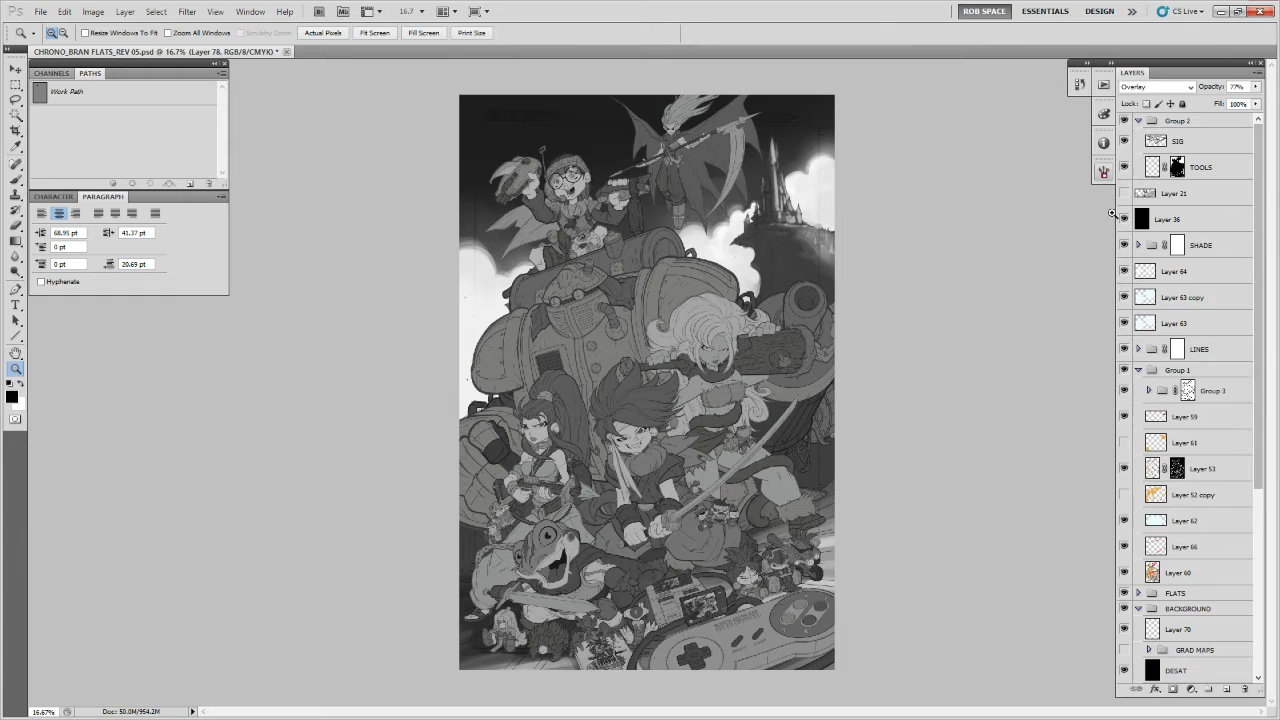 Ps File Edit Image Layer Select Filter View Window Help Br Mb 16.7 ROB SPACE ESSENTIALS DESIGN CS Live
Resize Windows To Fit Zoom All Windows Scrubby Zoom Actual Pixels Fit Screen Fill Screen Print Size
CHRONO_BRAN FLATS_REV 05.psd @ 16.7% (Layer 78, RGB/8/CMYK) *
CHANNELS PATHS
Work Path
CHARACTER PARAGRAPH
68.95 pt 41.37 pt
0 pt
0 pt 20.69 pt
Hyphenate
LAYERS
Overlay Opacity: 77%
Lock: Fill: 100%
Group 2
SIG
TOOLS
Layer 21
Layer 36
SHADE
Layer 64
Layer 63 copy
Layer 63
LINES
Group 1
Group 3
Layer 59
Layer 61
Layer 53
Layer 52 copy
Layer 62
Layer 66
Layer 60
FLATS
BACKGROUND
Layer 70
GRAD MAPS
DESAT
16.67% Doc: 50.0M/954.2M